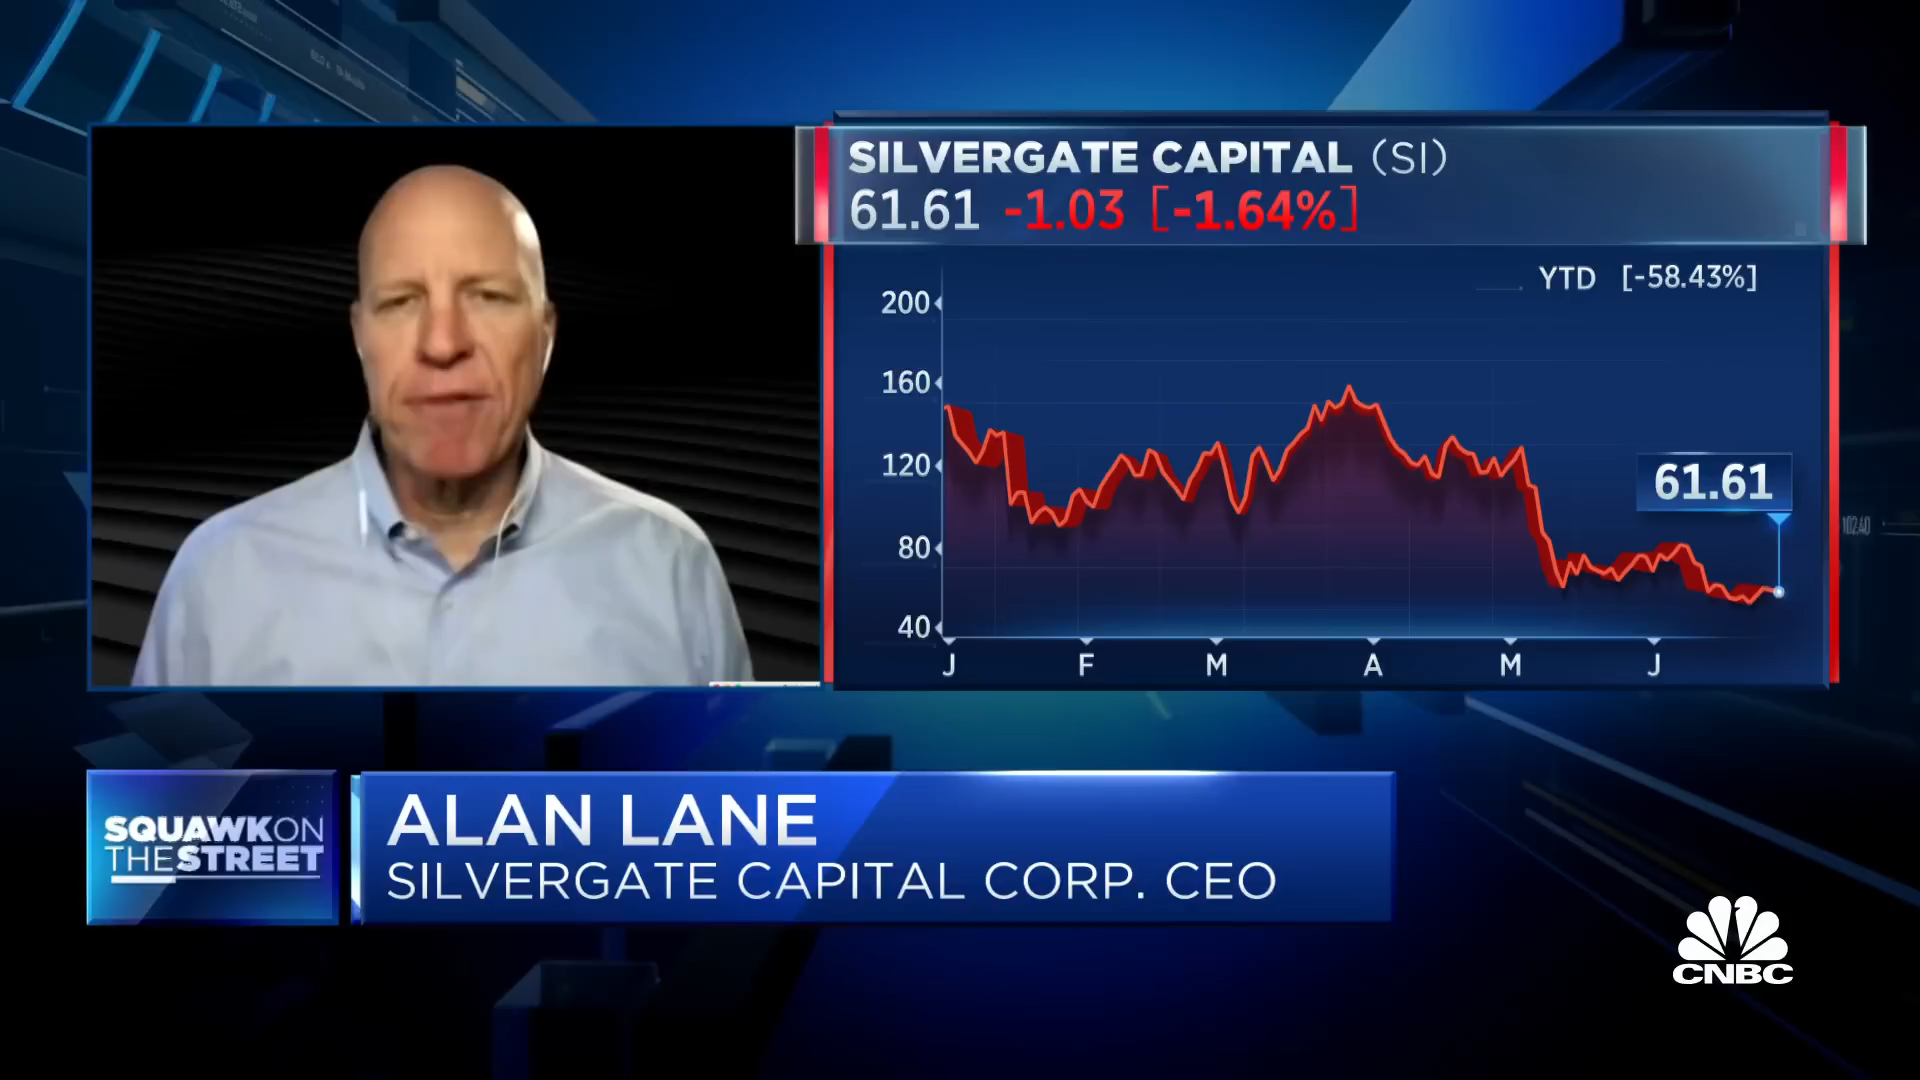 SILVERGATE CAPITAL (SI)
61.61 -1.03 [-1.64%]
YTD [-58.43%]
200
160
120
80
40
61.61
J F M A M J
SQUAWK ON
THE STREET
ALAN LANE
SILVERGATE CAPITAL CORP. CEO
CNBC